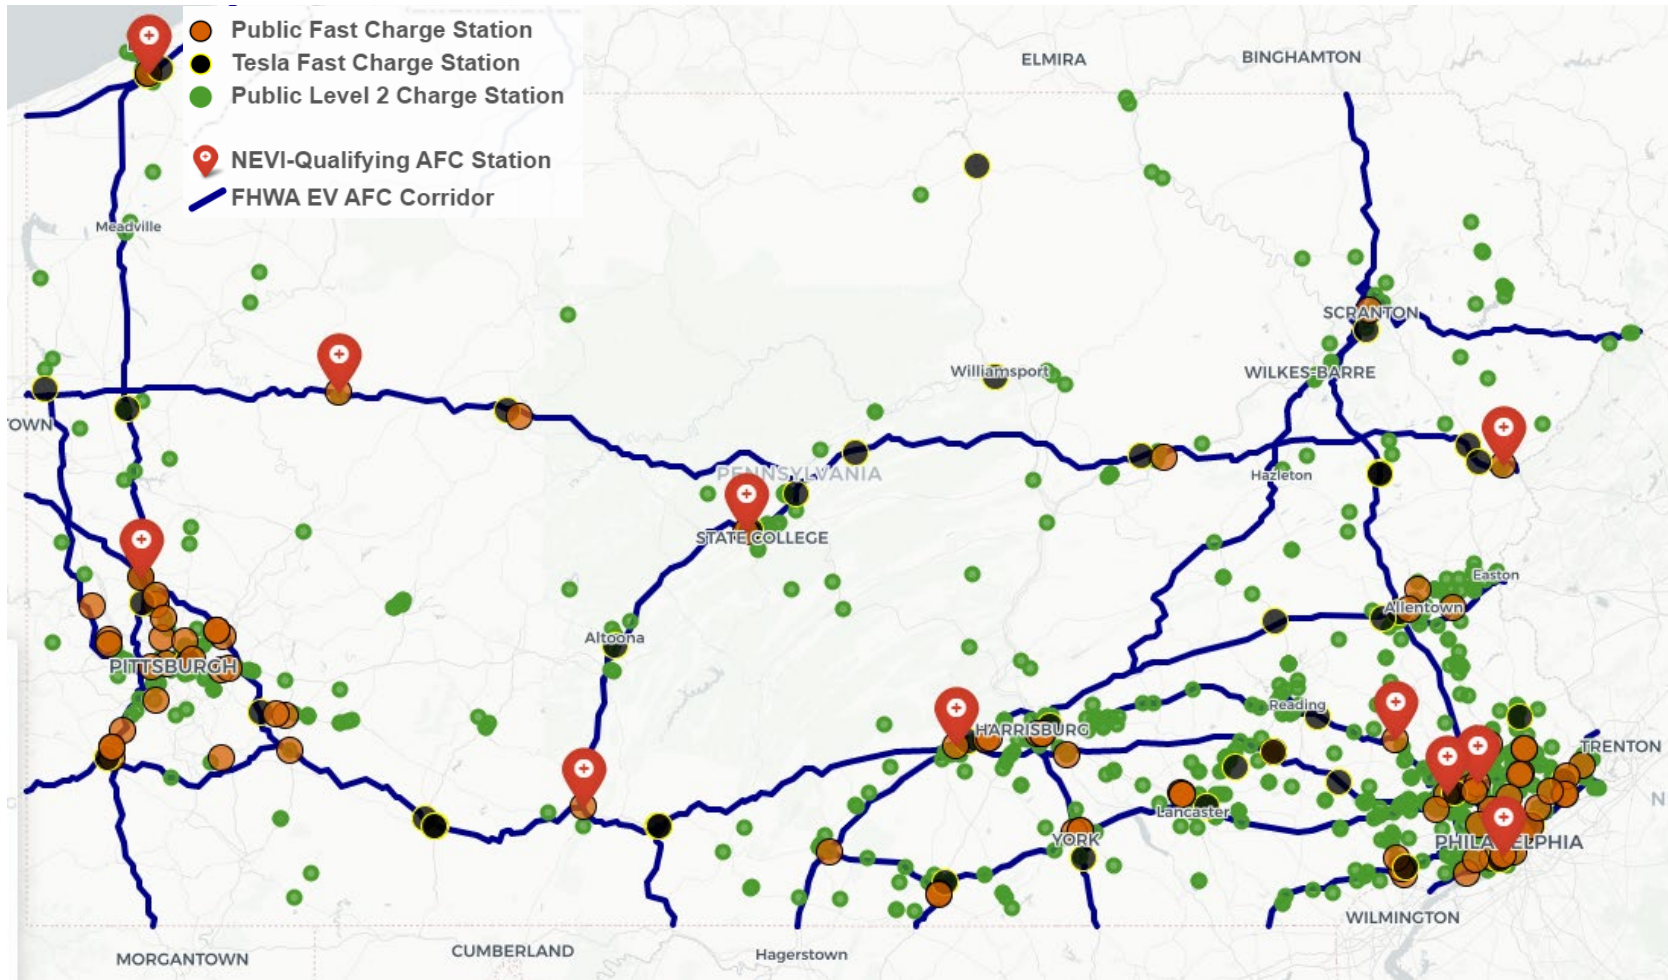 Public Fast Charge Station
Tesla Fast Charge Station
Public Level 2 Charge Station
NEVI-Qualifying AFC Station
FHWA EV AFC Corridor
ELMIRA
BINGHAMTON
Meadville
SCRANTON
Williamsport
WILKES-BARRE
TOWN
PENNSYLVANIA
Hazleton
STATE COLLEGE
Easton
Allentown
Altoona
PITTSBURGH
Reading
HARRISBURG
TRENTON
Lancaster
YORK
PHILADELPHIA
WILMINGTON
CUMBERLAND
Hagerstown
MORGANTOWN